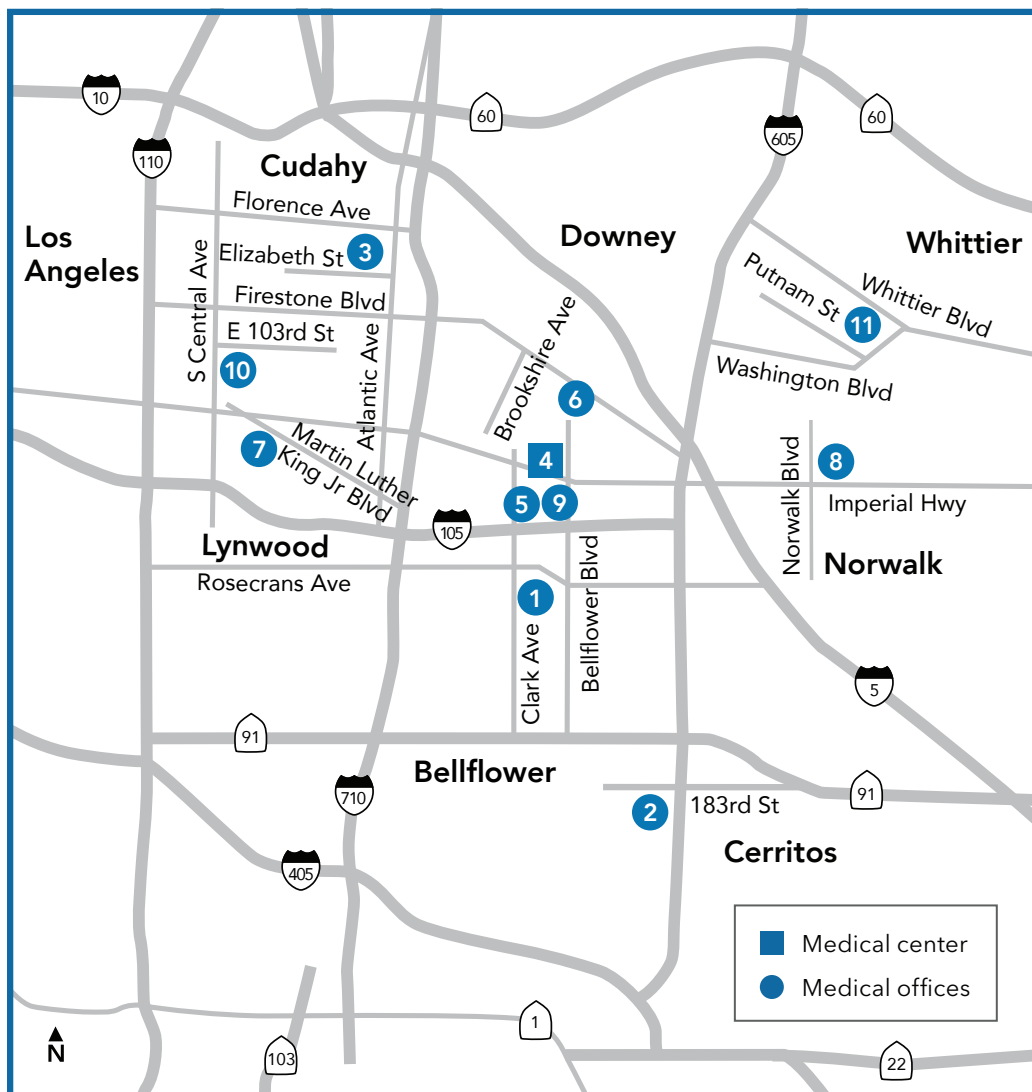 10
60
60
605
110
Cudahy
Florence Ave
Los
Angeles
Downey
Whittier
Elizabeth St
3
S Central Ave
Firestone Blvd
Putnam St
11
Whittier Blvd
E 103rd St
10
Atlantic Ave
Brookshire Ave
Washington Blvd
6
7
Martin Luther
King Jr Blvd
4
5
9
Norwalk Blvd
8
Imperial Hwy
105
Lynwood
Rosecrans Ave
Norwalk
1
Clark Ave
Bellflower Blvd
5
91
Bellflower
710
2
183rd St
91
Cerritos
405
Medical center
Medical offices
N
103
1
22